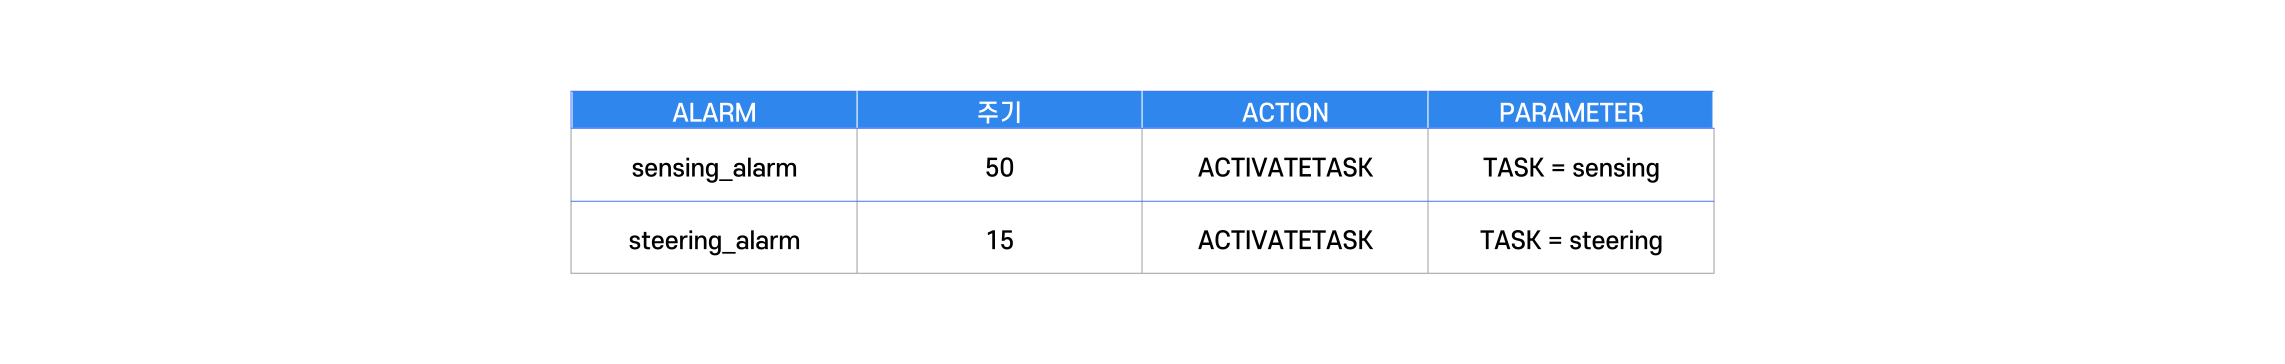 ALARM 주기 ACTION PARAMETER
sensing_alarm 50 ACTIVATETASK TASK = sensing
steering_alarm 15 ACTIVATETASK TASK = steering